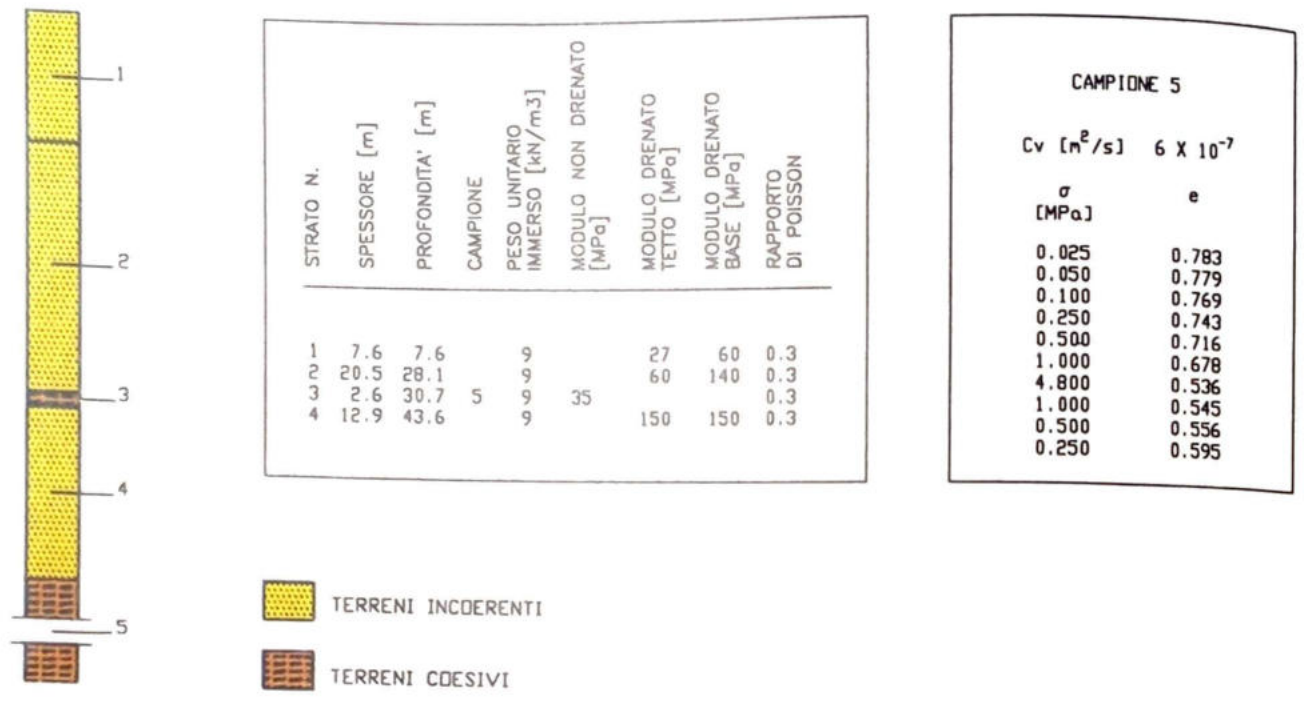 1
2
3
4
5
STRATO N.
SPESSORE [m]
PROFONDITA' [m]
CAMPIONE
PESO UNITARIO
IMMERSO [kN/m3]
MODULO NON DRENATO
[MPa]
MODULO DRENATO
TETTO [MPa]
MODULO DRENATO
BASE [MPa]
RAPPORTO
DI POISSON
1 7.6 7.6 9 27 60 0.3
2 20.5 28.1 9 60 140 0.3
3 2.6 30.7 5 9 35 0.3
4 12.9 43.6 9 150 150 0.3
CAMPIONE 5
Cv [m²/s] 6 X 10⁻⁷
σ e
[MPa]
0.025 0.783
0.050 0.779
0.100 0.769
0.250 0.743
0.500 0.716
1.000 0.678
4.800 0.536
1.000 0.545
0.500 0.556
0.250 0.595
TERRENI INCOERENTI
TERRENI COESIVI